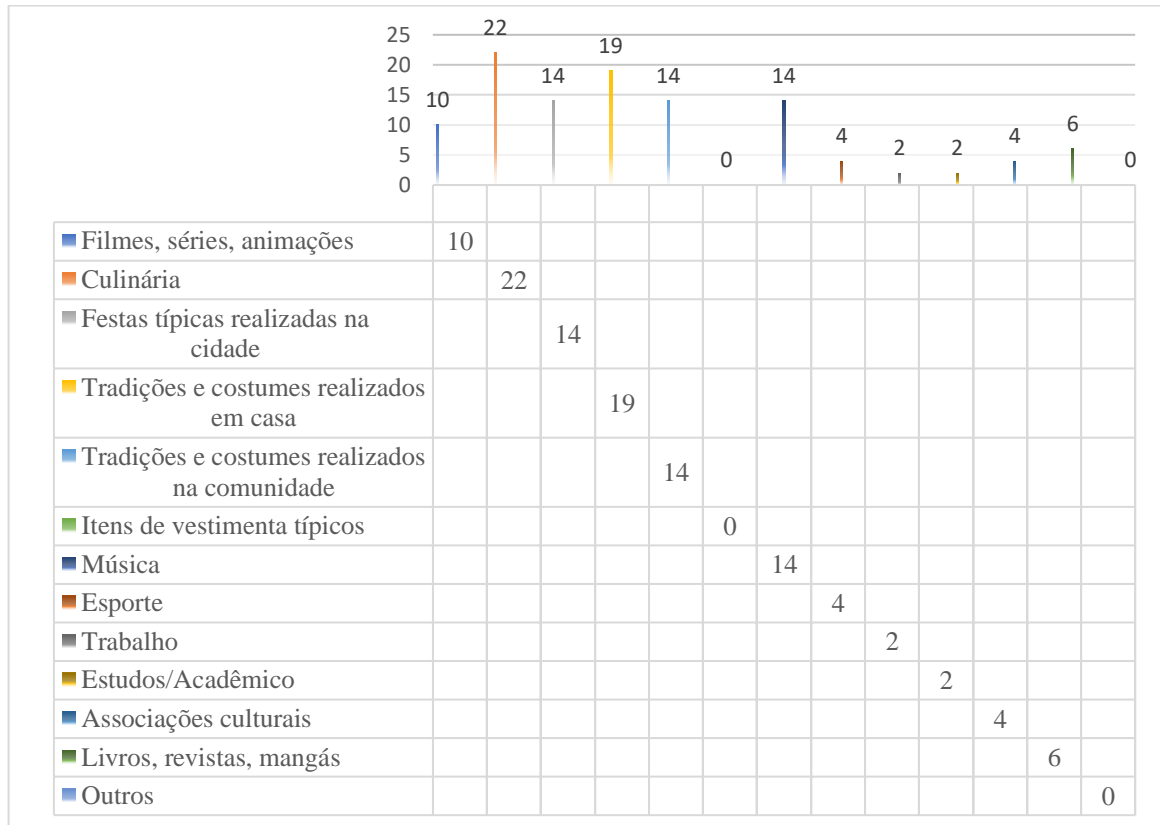 25
20
15
10
5
0
10
22
14
19
14
0
14
4
2
2
4
6
0
Filmes, séries, animações 10
Culinária 22
Festas típicas realizadas na
cidade 14
Tradições e costumes realizados
em casa 19
Tradições e costumes realizados
na comunidade 14
Itens de vestimenta típicos 0
Música 14
Esporte 4
Trabalho 2
Estudos/Acadêmico 2
Associações culturais 4
Livros, revistas, mangás 6
Outros 0